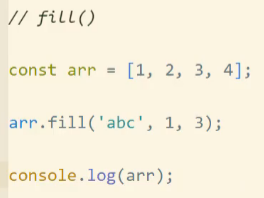 // fill()
const arr = [1, 2, 3, 4];
arr.fill('abc', 1, 3);
console.log(arr);